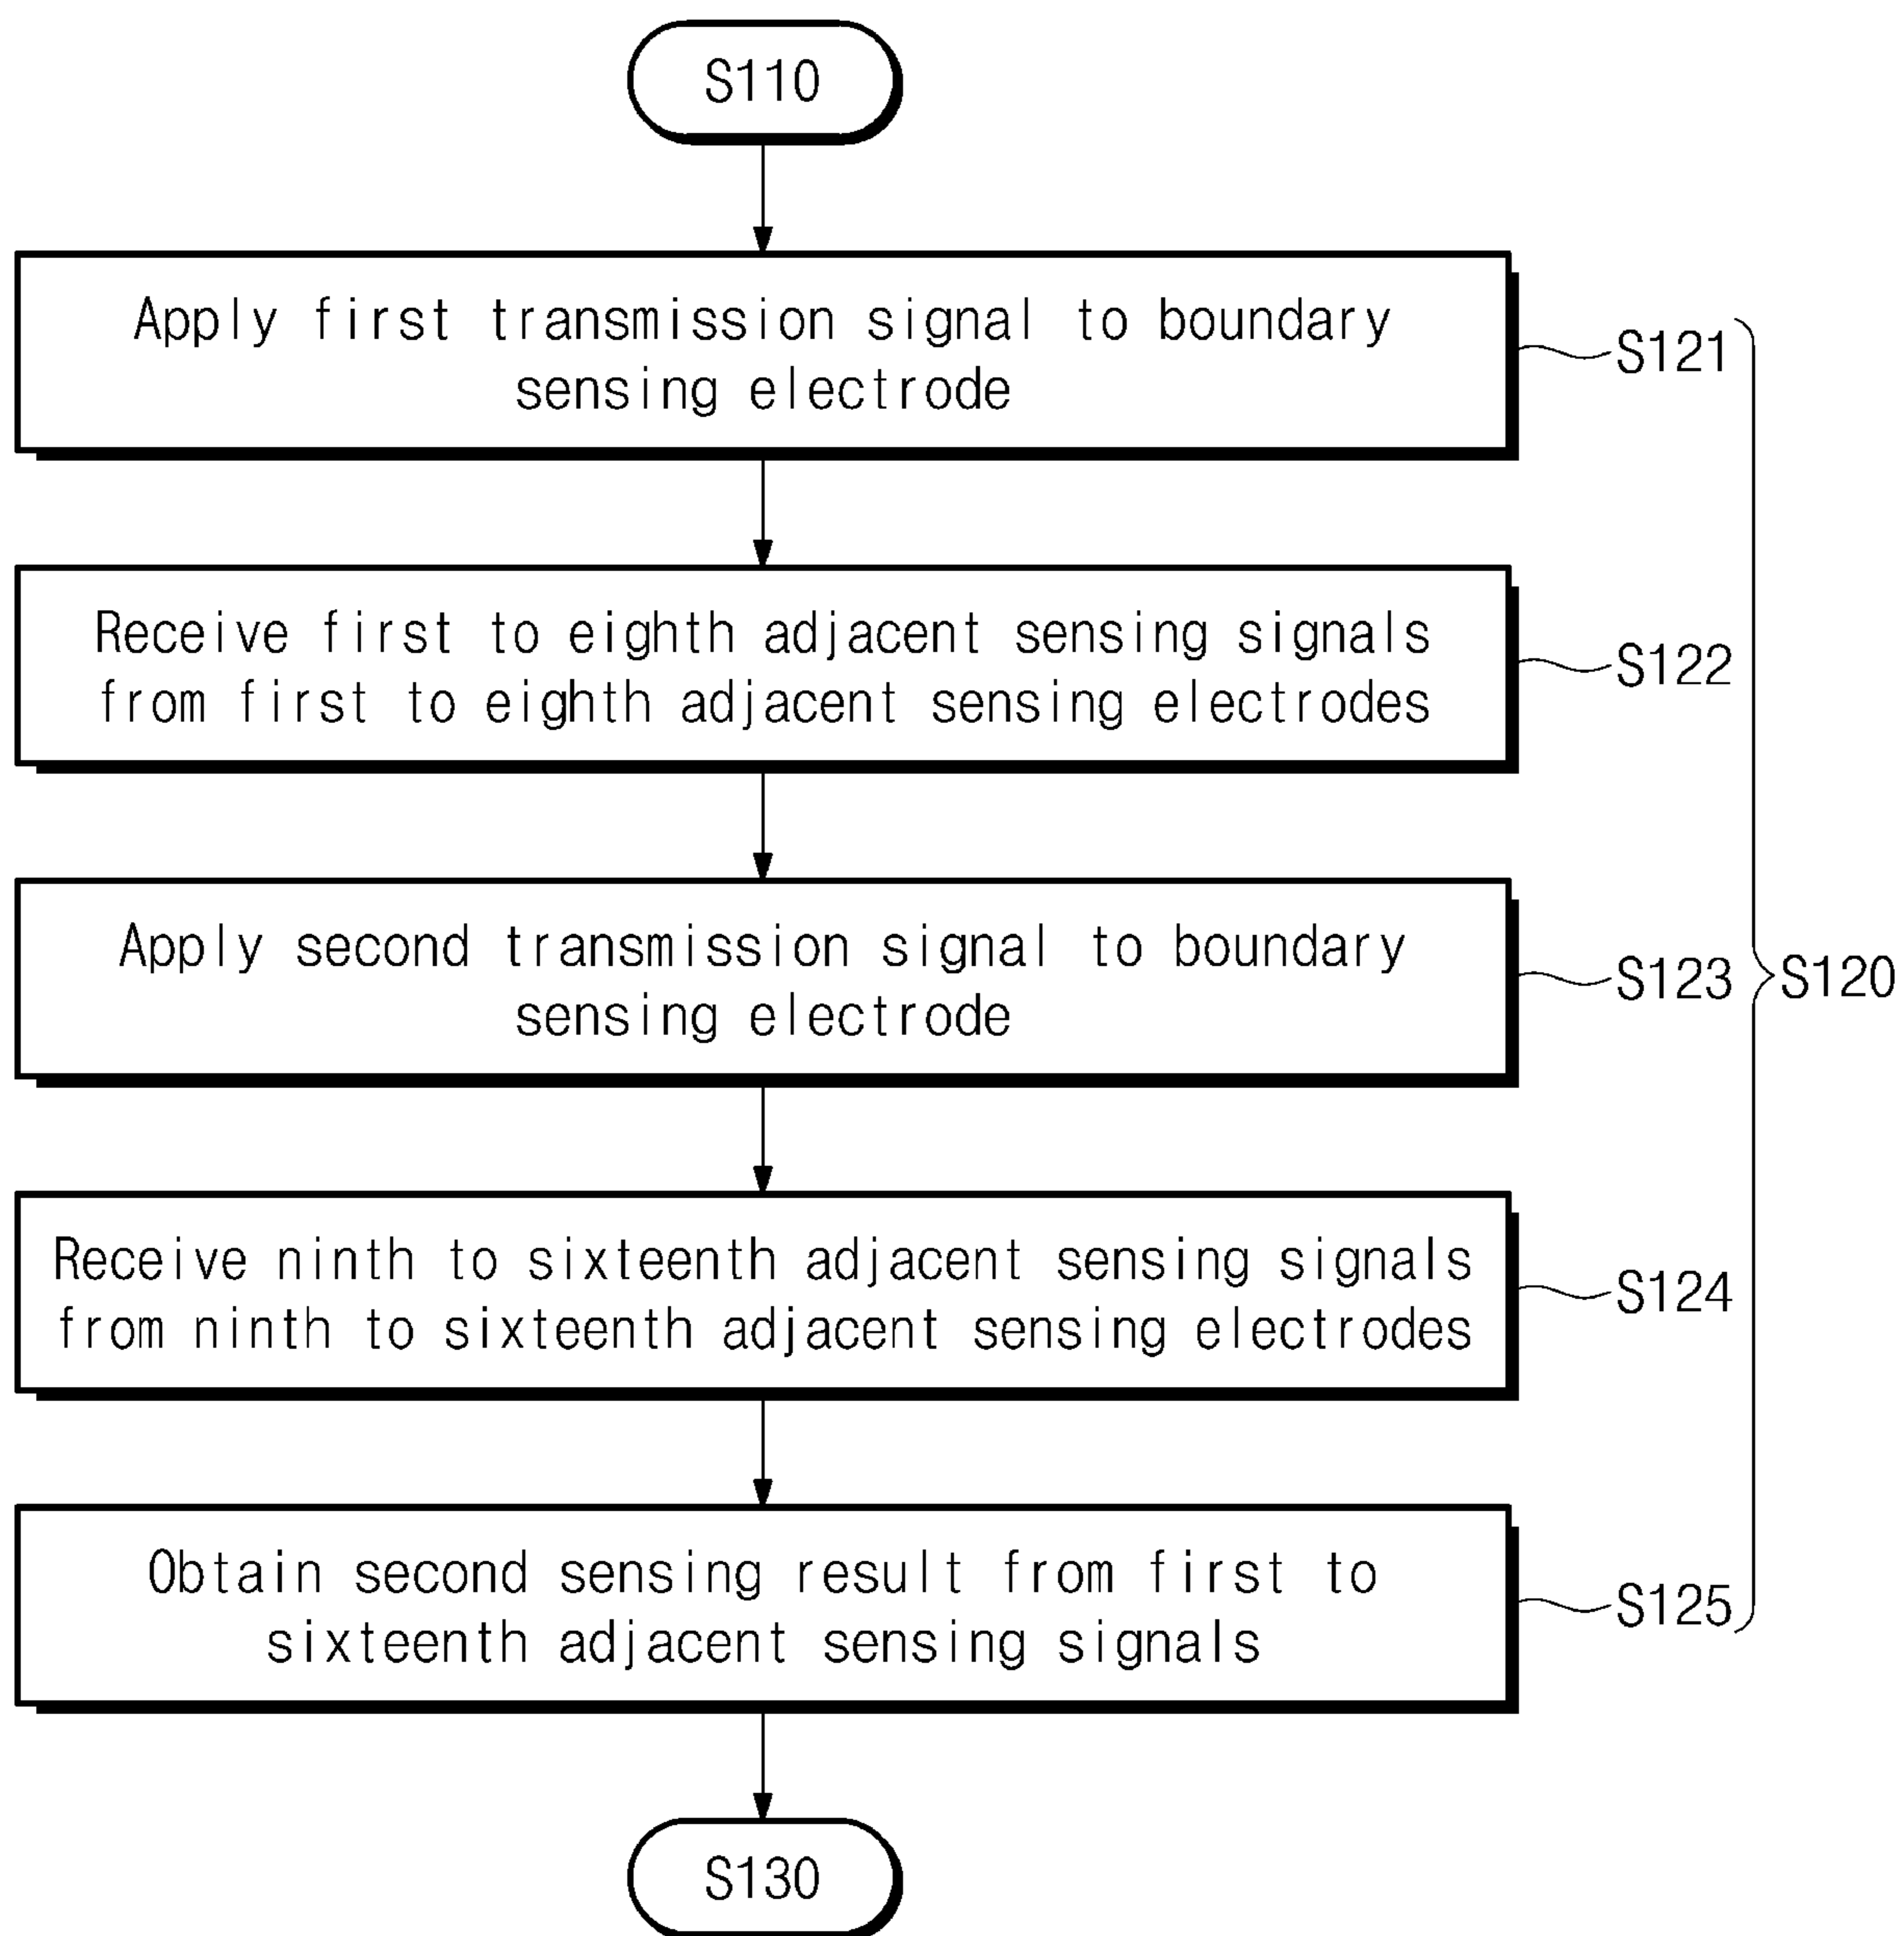 S110
Apply first transmission signal to boundary
sensing electrode
S121
Receive first to eighth adjacent sensing signals
from first to eighth adjacent sensing electrodes
S122
Apply second transmission signal to boundary
sensing electrode
S123
S120
Receive ninth to sixteenth adjacent sensing signals
from ninth to sixteenth adjacent sensing electrodes
S124
Obtain second sensing result from first to
sixteenth adjacent sensing signals
S125
S130